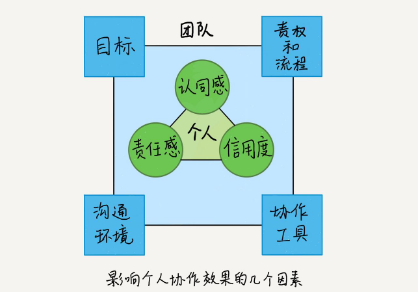 团队
目标
责权
和
流程
认同感
个人
责任感
信用度
沟通
环境
协作
工具
影响个人协作效果的几个因素